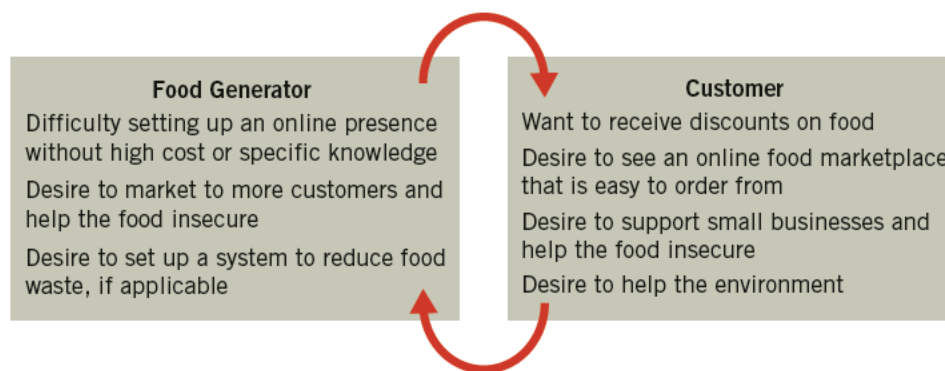 Food Generator
Difficulty setting up an online presence
without high cost or specific knowledge
Desire to market to more customers and
help the food insecure
Desire to set up a system to reduce food
waste, if applicable
Customer
Want to receive discounts on food
Desire to see an online food marketplace
that is easy to order from
Desire to support small businesses and
help the food insecure
Desire to help the environment